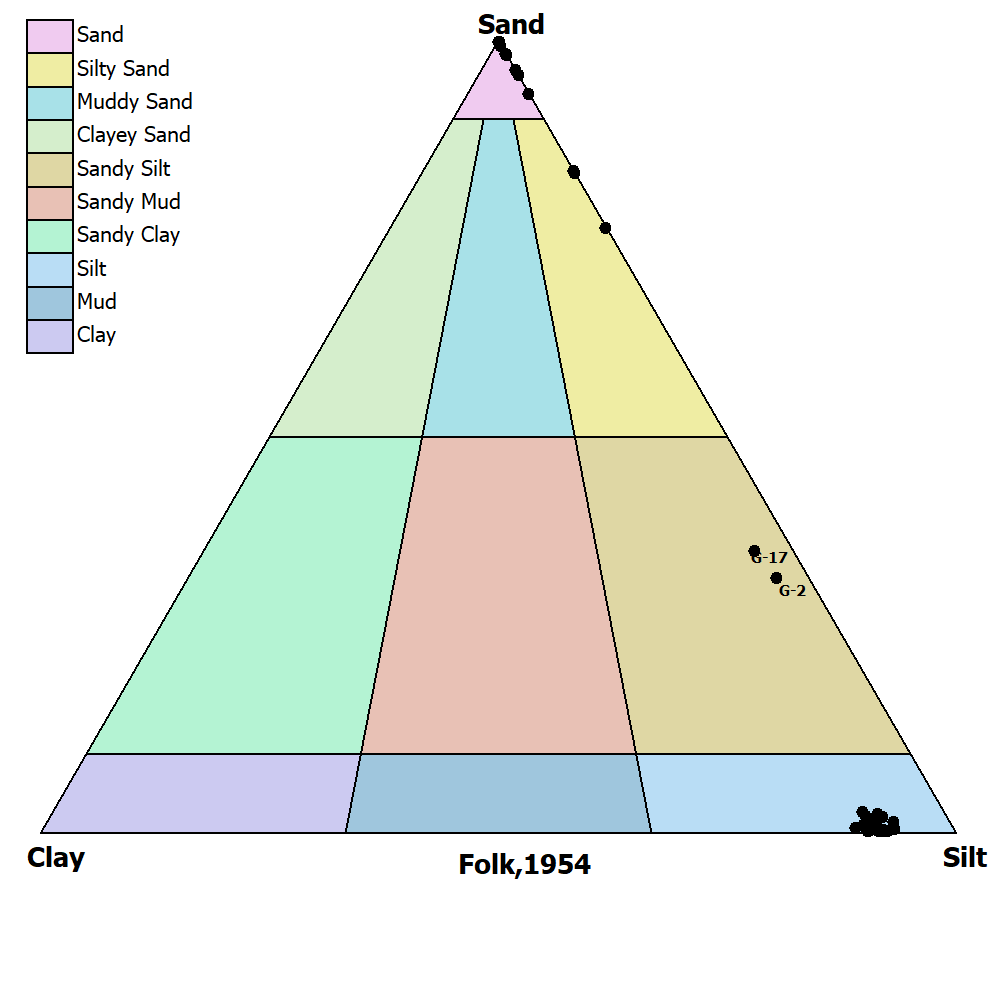 Sand
Sand
Silty Sand
Muddy Sand
Clayey Sand
Sandy Silt
Sandy Mud
Sandy Clay
Silt
Mud
Clay
G-17
G-2
Clay
Folk,1954
Silt